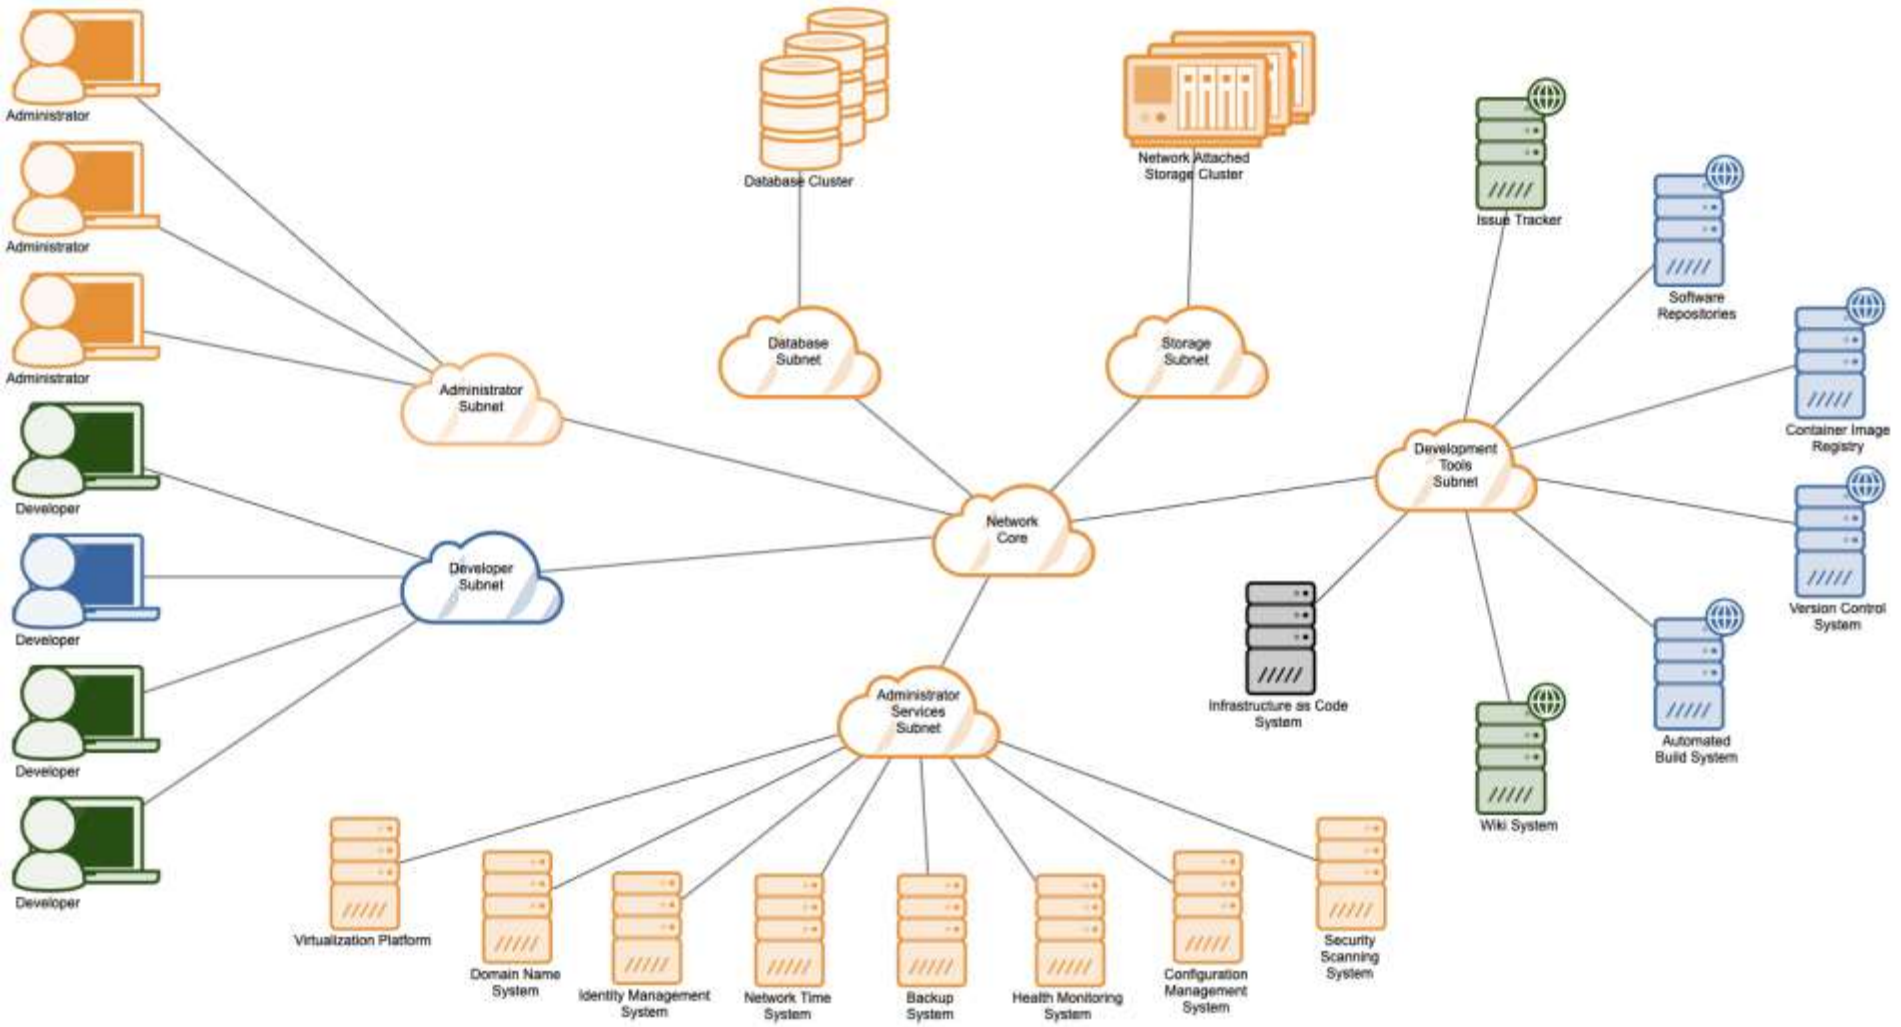 Administrator
Administrator
Administrator
Developer
Developer
Developer
Developer
Administrator
Subnet
Developer
Subnet
Database Cluster
Database
Subnet
Network Attached
Storage Cluster
Storage
Subnet
Network
Core
Administrator
Services
Subnet
Development
Tools
Subnet
Issue Tracker
Software
Repositories
Container Image
Registry
Version Control
System
Automated
Build System
Wiki System
Infrastructure as Code
System
Virtualization Platform
Domain Name
System
Identity Management
System
Network Time
System
Backup
System
Health Monitoring
System
Configuration
Management
System
Security
Scanning
System